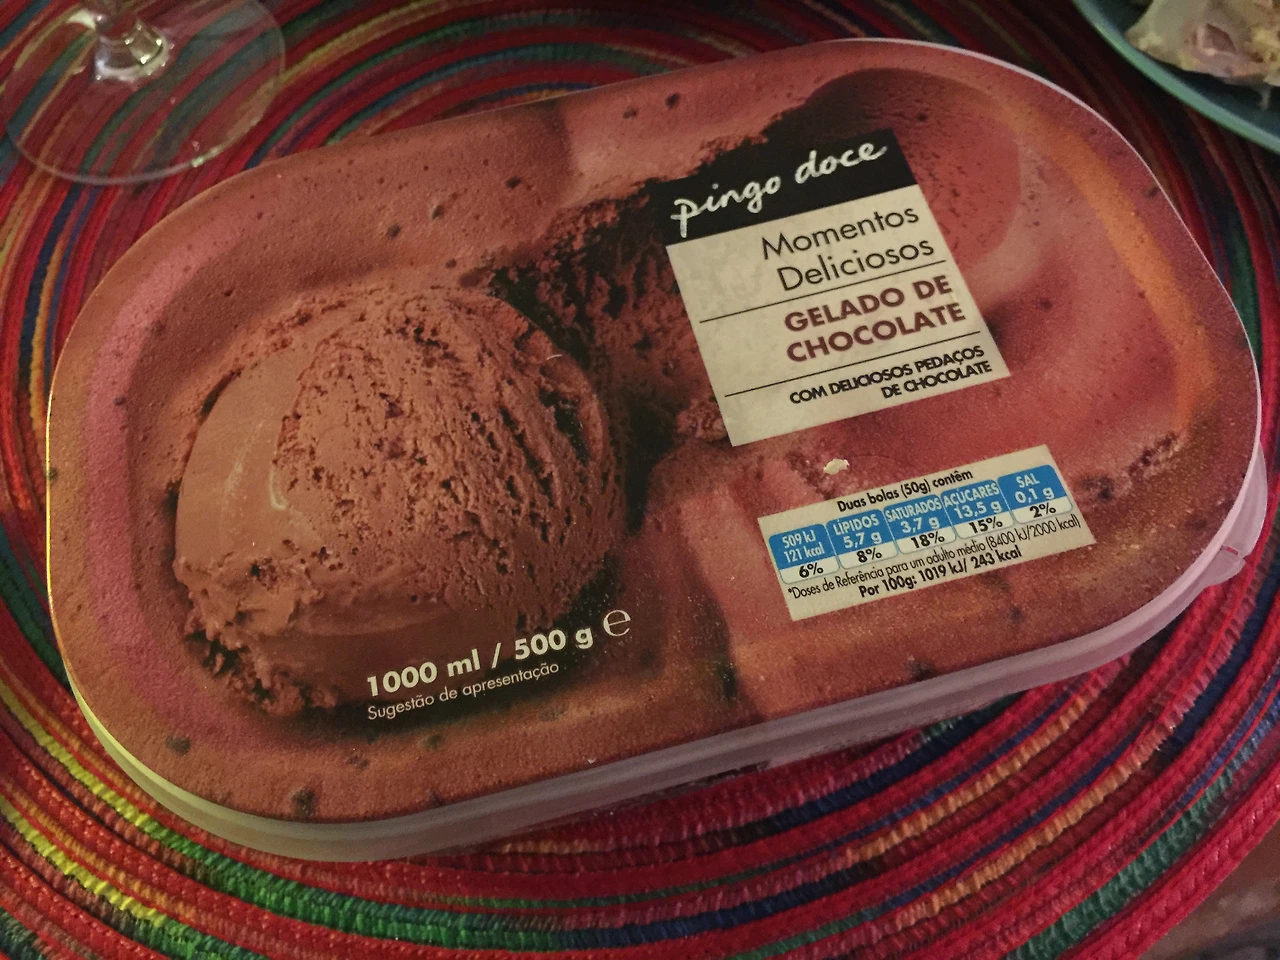 pingo doce
Momentos
Deliciosos
GELADO DE
CHOCOLATE
COM DELICIOSOS PEDAÇOS
DE CHOCOLATE
Duas bolas (50g) contêm
509 kJ
121 kcal
6%
LÍPIDOS
5,7 g
8%
SATURADOS
3,7 g
18%
AÇUCARES
13,5 g
15%
SAL
0,1 g
2%
*Doses de Referência para um adulto médio (8400 kJ/2000 kcal)
Por 100g: 1019 kJ/ 243 kcal
1000 ml / 500 g e
Sugestão de apresentação